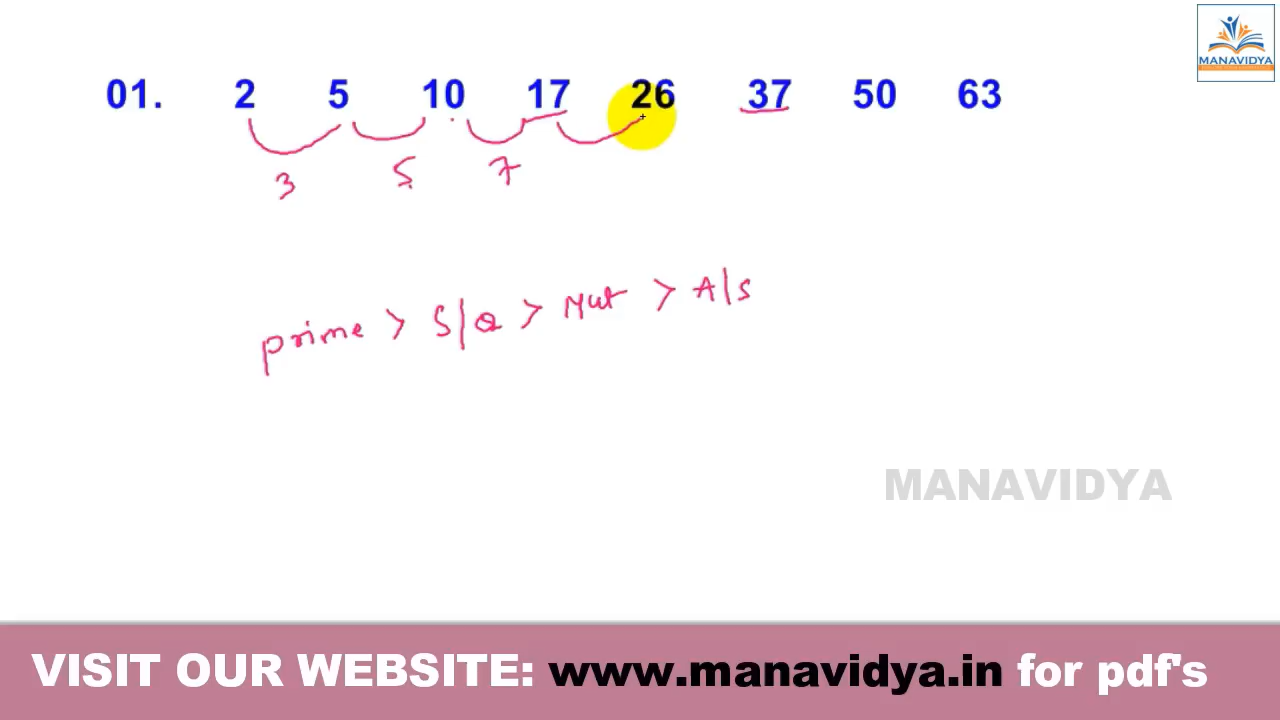 MANAVIDYA
01. 2 5 10 17 26 37 50 63
3 5 7
prime > S/Q > Mul > A/S
MANAVIDYA
VISIT OUR WEBSITE: www.manavidya.in for pdf's